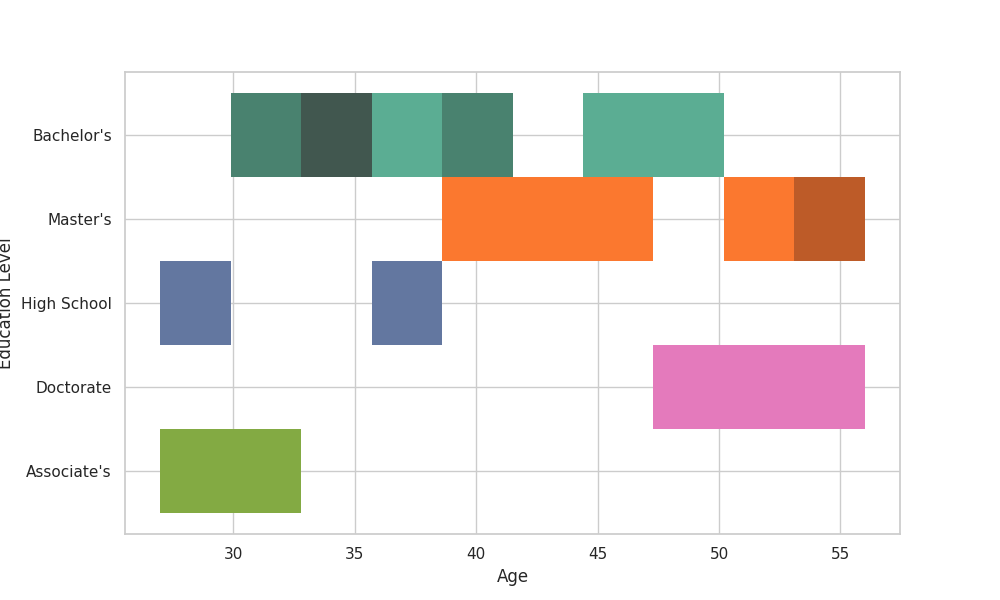 Education Level
Bachelor's
Master's
High School
Doctorate
Associate's
30 35 40 45 50 55
Age